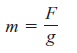 m = F/g